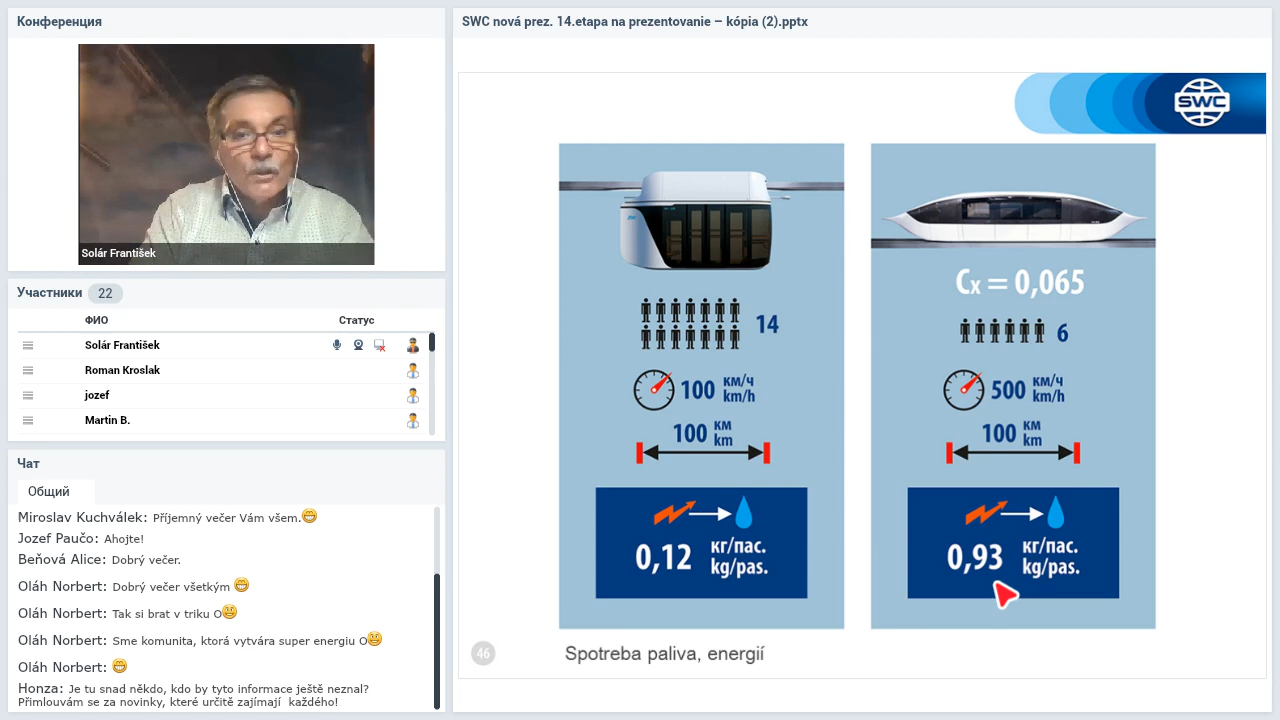 Конференция
Solár František
Участники 22
ФИО Статус
Solár František
Roman Kroslak
jozef
Martin B.
Чат
Общий
Miroslav Kuchválek: Příjemný večer Vám všem.
Jozef Paučo: Ahojte!
Beňová Alice: Dobrý večer.
Oláh Norbert: Dobrý večer všetkým
Oláh Norbert: Tak si brat v triku O
Oláh Norbert: Sme komunita, ktorá vytvára super energiu O
Oláh Norbert:
Honza: Je tu snad někdo, kdo by tyto informace ještě neznal?
Přimlouvám se za novinky, které určitě zajímají každého!
SWC nová prez. 14.etapa na prezentovanie – kópia (2).pptx
SWC
14
100 км/ч km/h
100 км km
0,12 кг/пас. kg/pas.
Cx = 0,065
6
500 км/ч km/h
100 км km
0,93 кг/пас. kg/pas.
46
Spotreba paliva, energií